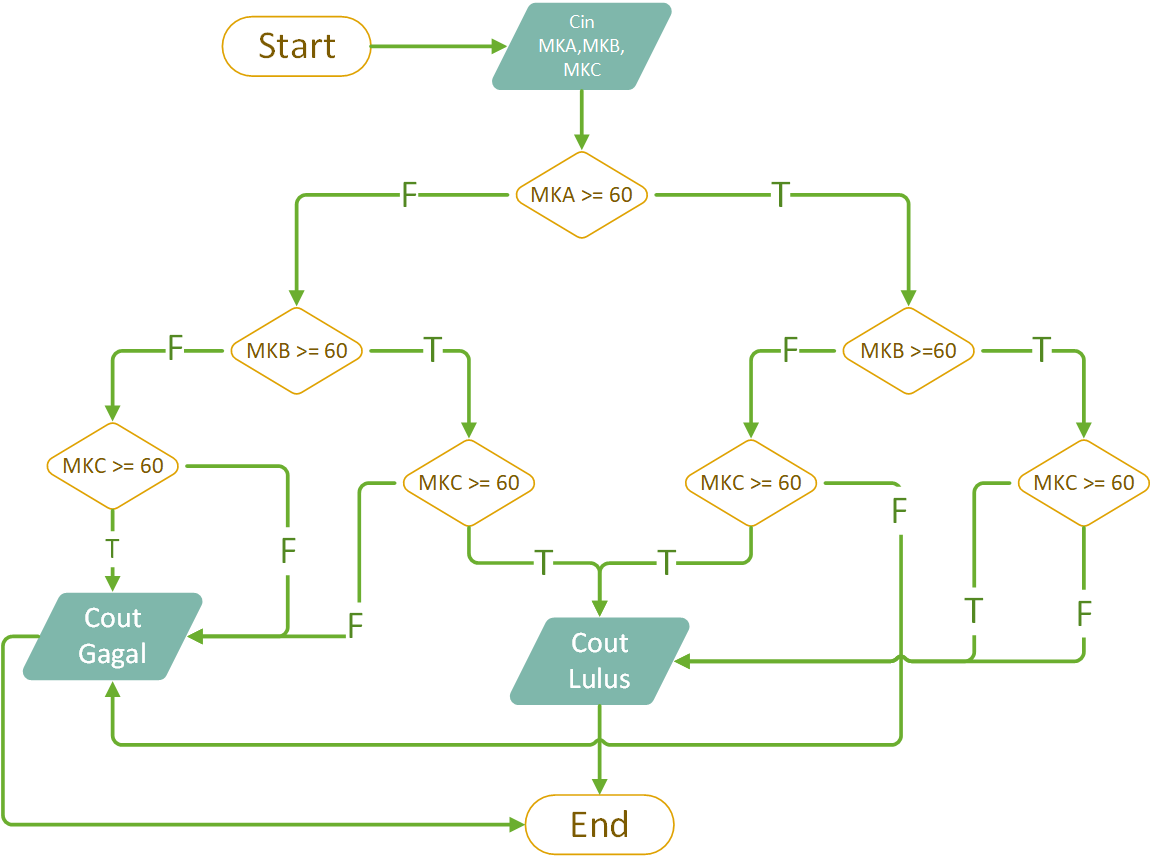 Start
Cin
MKA,MKB,
MKC
MKA >= 60
F
T
MKB >= 60
F
T
MKB >=60
F
T
MKC >= 60
T
F
MKC >= 60
F
T
MKC >= 60
T
F
MKC >= 60
T
F
Cout
Gagal
Cout
Lulus
End